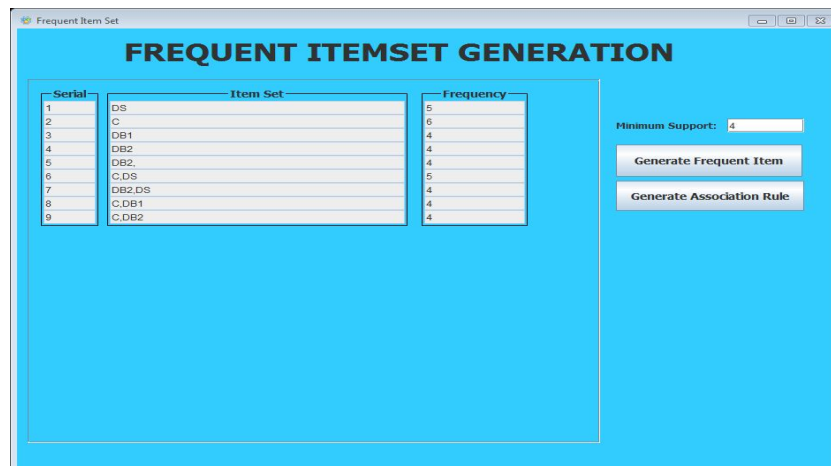 Frequent Item Set
FREQUENT ITEMSET GENERATION
Serial Item Set Frequency
1 DS 5
2 C 6
3 DB1 4
4 DB2 4
5 DB2, 4
6 C,DS 5
7 DB2,DS 4
8 C,DB1 4
9 C,DB2 4
Minimum Support: 4
Generate Frequent Item
Generate Association Rule